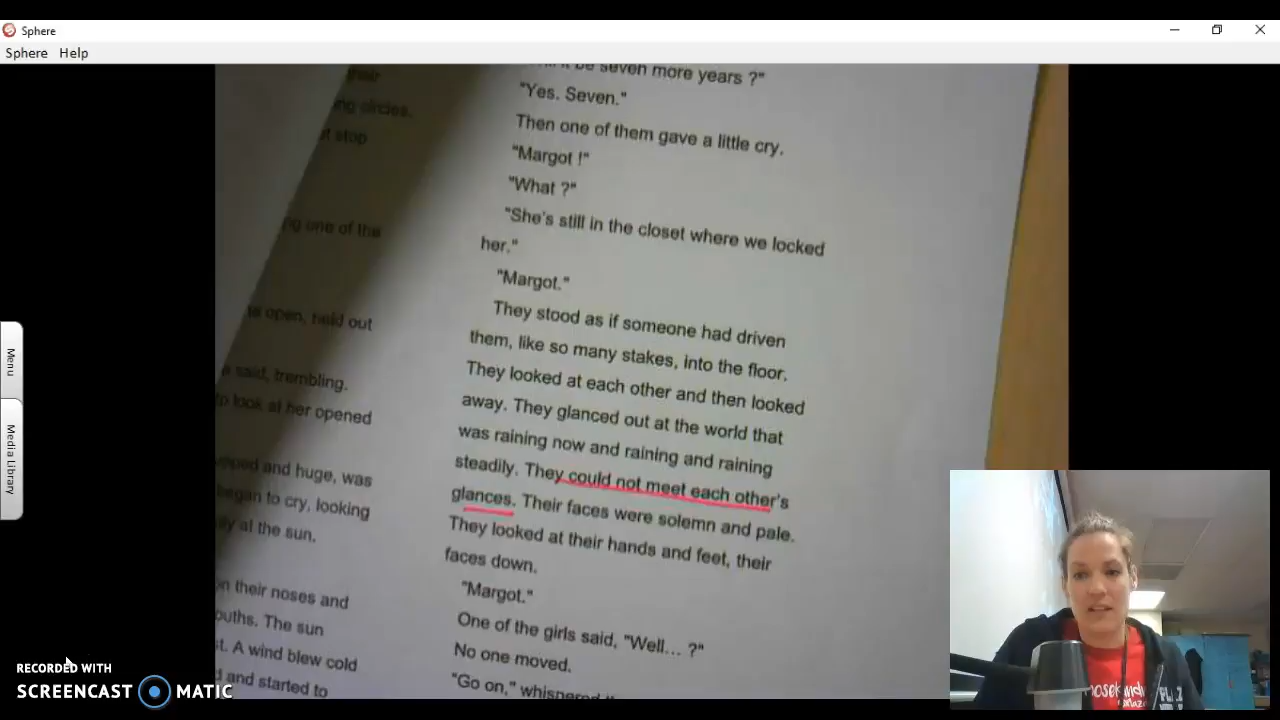 Sphere
Sphere Help
be seven more years ?"
"Yes. Seven."
Then one of them gave a little cry.
"Margot !"
"What ?"
"She's still in the closet where we locked
her."
"Margot."
They stood as if someone had driven
them, like so many stakes, into the floor.
They looked at each other and then looked
away. They glanced out at the world that
was raining now and raining and raining
steadily. They could not meet each other's
glances. Their faces were solemn and pale.
They looked at their hands and feet, their
faces down.
"Margot."
One of the girls said, "Well... ?"
No one moved.
"Go on," whispered
their
ng circles.
stop
ng one of the
open, held out
said, trembling.
to look at her opened
and huge, was
began to cry, looking
at the sun.
on their noses and
The sun
A wind blew cold
and started to
Menu
Media Library
RECORDED WITH
SCREENCAST MATIC